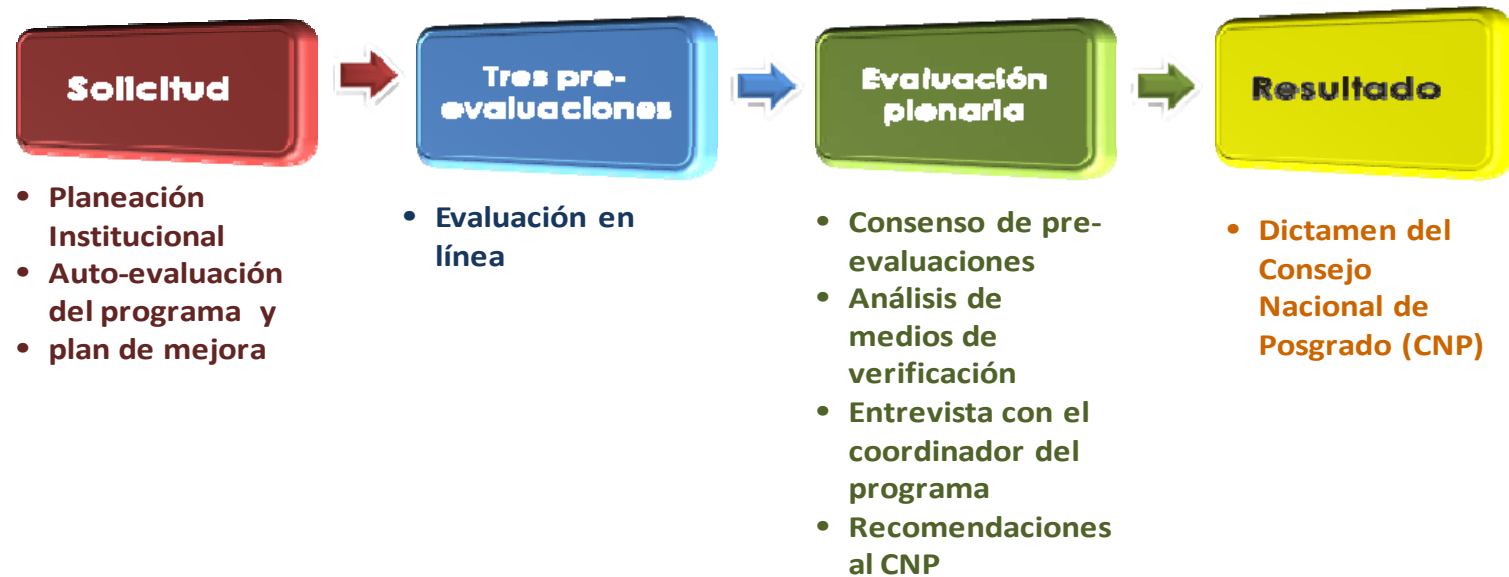 Solicitud
• Planeación
Institucional
• Auto-evaluación
del programa y
• plan de mejora
Tres pre-
evaluaciones
• Evaluación en
línea
Evaluación
plenaria
• Consenso de pre-
evaluaciones
• Análisis de
medios de
verificación
• Entrevista con el
coordinador del
programa
• Recomendaciones
al CNP
Resultado
• Dictamen del
Consejo
Nacional de
Posgrado (CNP)